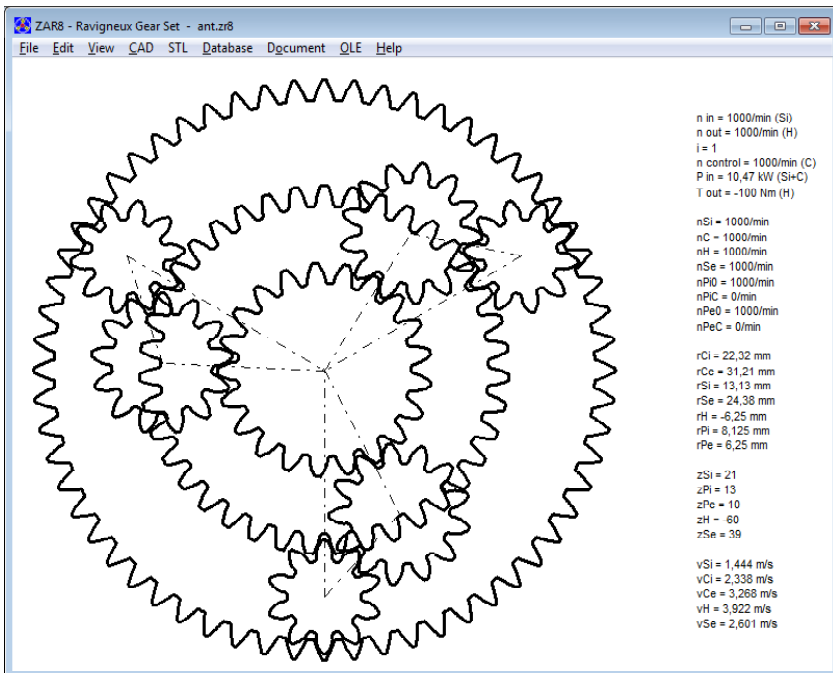 ZAR8 - Ravigneux Gear Set - ant.zr8
File Edit View CAD STL Database Document OLE Help
n in = 1000/min (Si)
n out = 1000/min (H)
i = 1
n control = 1000/min (C)
P in = 10,47 kW (Si+C)
T out = -100 Nm (H)
nSi = 1000/min
nC = 1000/min
nH = 1000/min
nSe = 1000/min
nPi0 = 1000/min
nPiC = 0/min
nPe0 = 1000/min
nPeC = 0/min
rCi = 22,32 mm
rCe = 31,21 mm
rSi = 13,13 mm
rSe = 24,38 mm
rH = -6,25 mm
rPi = 8,125 mm
rPe = 6,25 mm
zSi = 21
zPi = 13
zPe = 10
zH = -60
zSe = 39
vSi = 1,444 m/s
vCi = 2,338 m/s
vCe = 3,268 m/s
vH = 3,922 m/s
vSe = 2,601 m/s